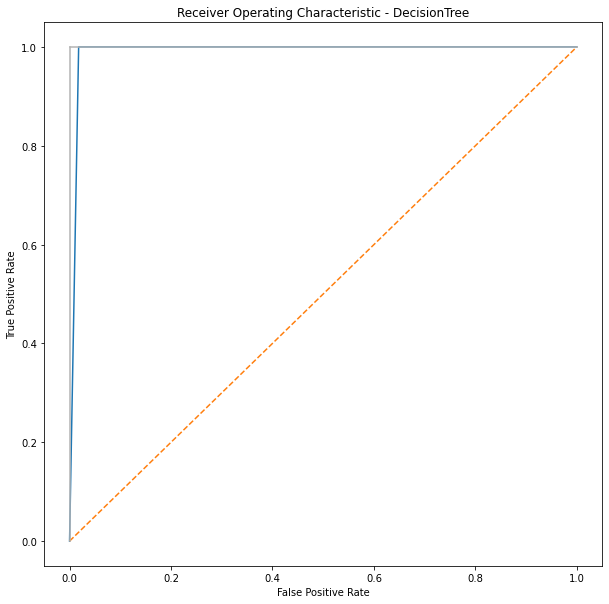 Receiver Operating Characteristic - DecisionTree
1.0
0.8
0.6
0.4
0.2
0.0
True Positive Rate
0.0 0.2 0.4 0.6 0.8 1.0
False Positive Rate